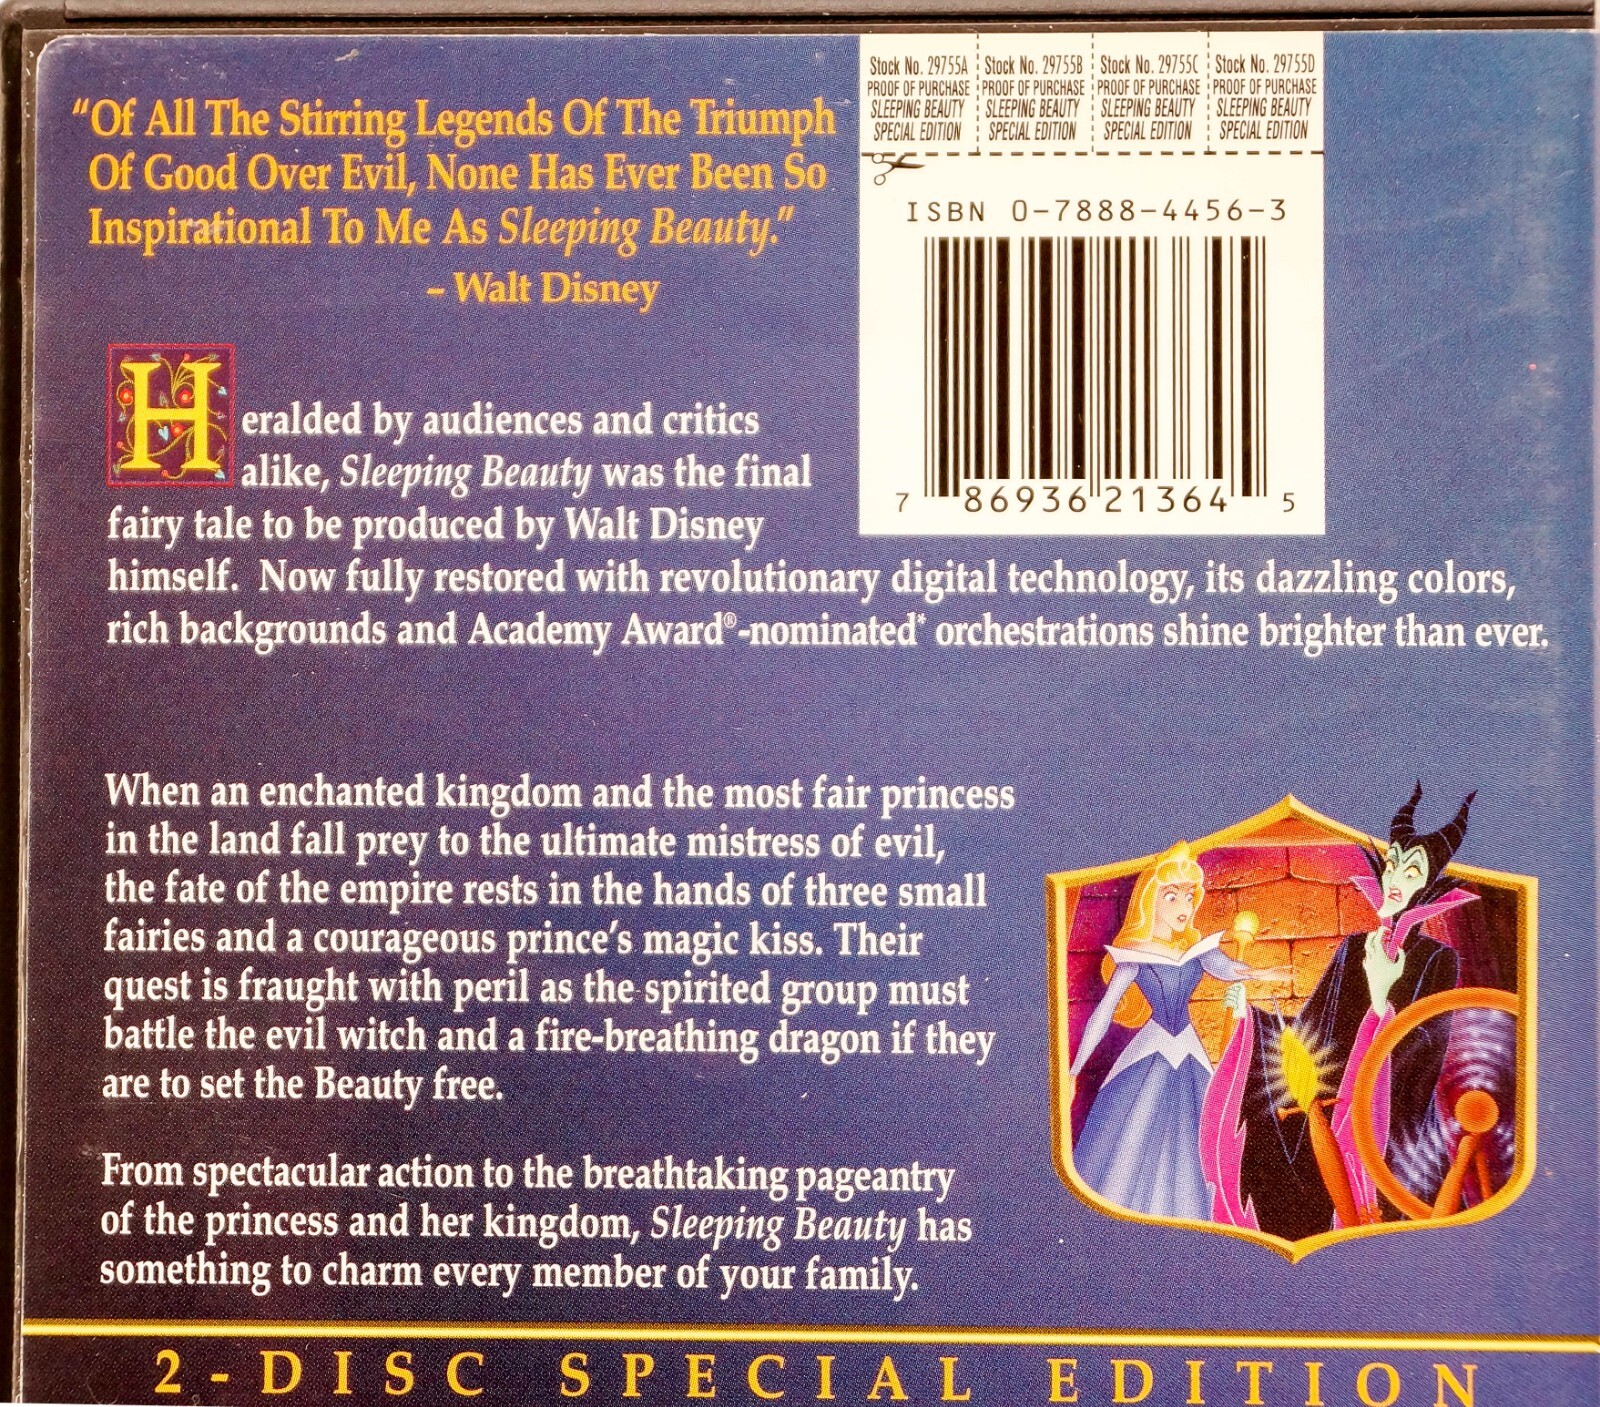 “Of All The Stirring Legends Of The Triumph
Of Good Over Evil, None Has Ever Been So
Inspirational To Me As Sleeping Beauty.”
– Walt Disney
Stock No. 29755A
PROOF OF PURCHASE
SLEEPING BEAUTY
SPECIAL EDITION
Stock No. 29755B
PROOF OF PURCHASE
SLEEPING BEAUTY
SPECIAL EDITION
Stock No. 29755C
PROOF OF PURCHASE
SLEEPING BEAUTY
SPECIAL EDITION
Stock No. 29755D
PROOF OF PURCHASE
SLEEPING BEAUTY
SPECIAL EDITION
ISBN 0-7888-4456-3
7 86936 21364 5
Heralded by audiences and critics
alike, Sleeping Beauty was the final
fairy tale to be produced by Walt Disney
himself. Now fully restored with revolutionary digital technology, its dazzling colors,
rich backgrounds and Academy Award®-nominated* orchestrations shine brighter than ever.
When an enchanted kingdom and the most fair princess
in the land fall prey to the ultimate mistress of evil,
the fate of the empire rests in the hands of three small
fairies and a courageous prince’s magic kiss. Their
quest is fraught with peril as the spirited group must
battle the evil witch and a fire-breathing dragon if they
are to set the Beauty free.
From spectacular action to the breathtaking pageantry
of the princess and her kingdom, Sleeping Beauty has
something to charm every member of your family.
2-DISC SPECIAL EDITION